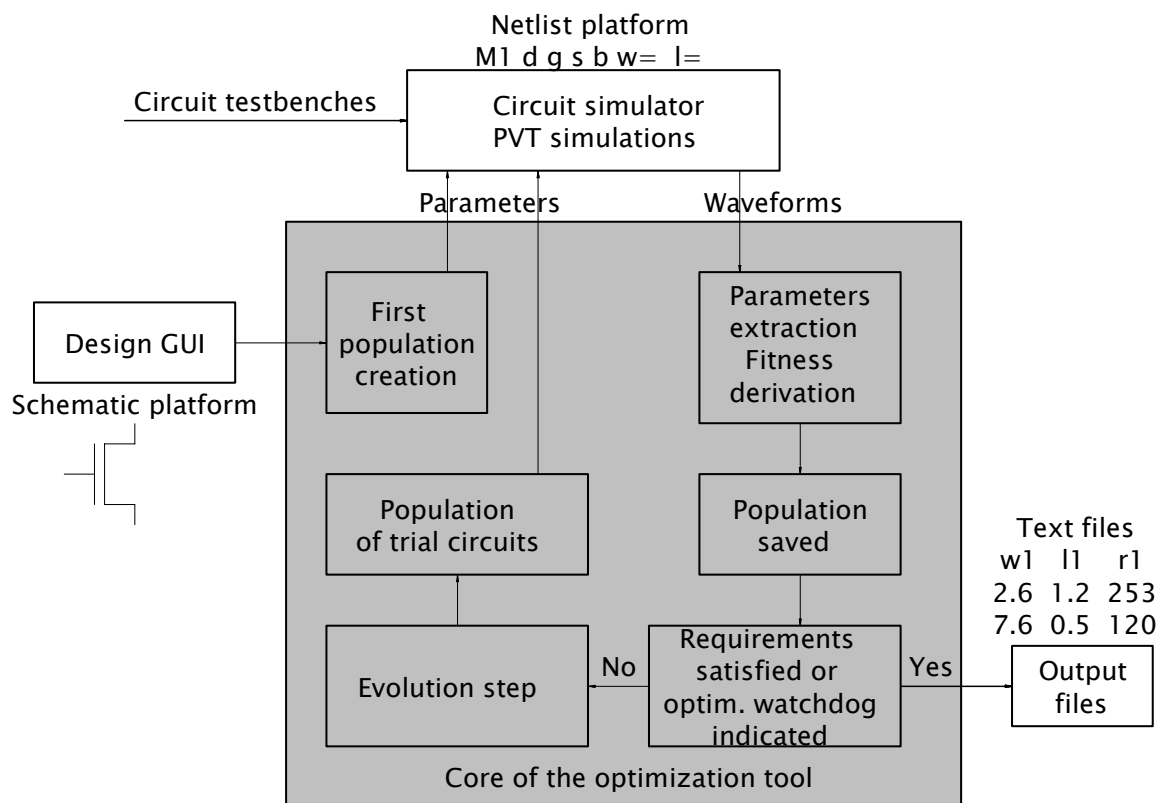 Netlist platform
M1 d g s b w= l=
Circuit testbenches
Circuit simulator
PVT simulations
Parameters
Waveforms
First
population
creation
Parameters
extraction
Fitness
derivation
Design GUI
Schematic platform
Population
of trial circuits
Population
saved
Text files
w1 l1 r1
2.6 1.2 253
7.6 0.5 120
Evolution step
No
Requirements
satisfied or
optim. watchdog
indicated
Yes
Output
files
Core of the optimization tool